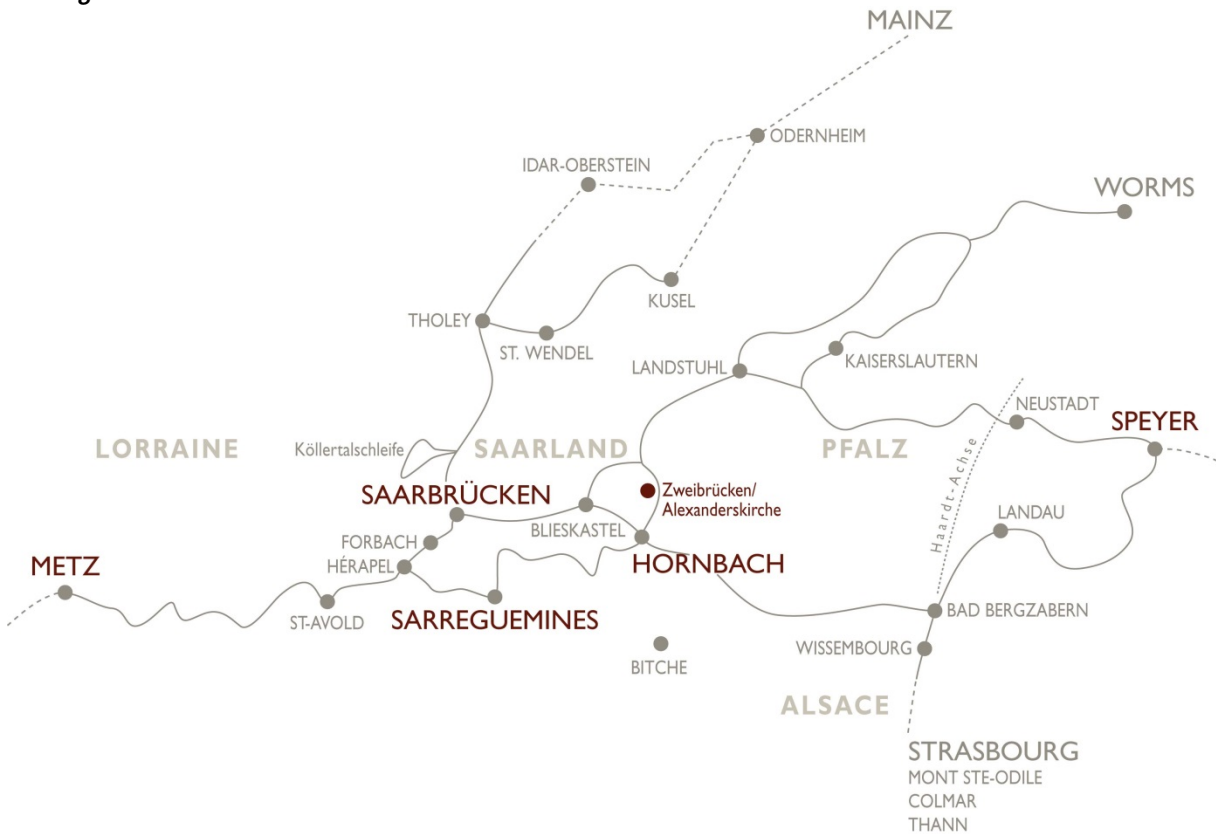 MAINZ
ODERNHEIM
IDAR-OBERSTEIN
WORMS
KUSEL
THOLEY
ST. WENDEL
KAISERSLAUTERN
LANDSTUHL
NEUSTADT
SPEYER
LORRAINE
Köllertalschleife
SAARLAND
PFALZ
Haardt-Achse
SAARBRÜCKEN
Zweibrücken/
Alexanderskirche
LANDAU
BLIESKASTEL
FORBACH
HÉRAPEL
HORNBACH
METZ
ST-AVOLD
SARREGUEMINES
BAD BERGZABERN
WISSEMBOURG
BITCHE
ALSACE
STRASBOURG
MONT STE-ODILE
COLMAR
THANN